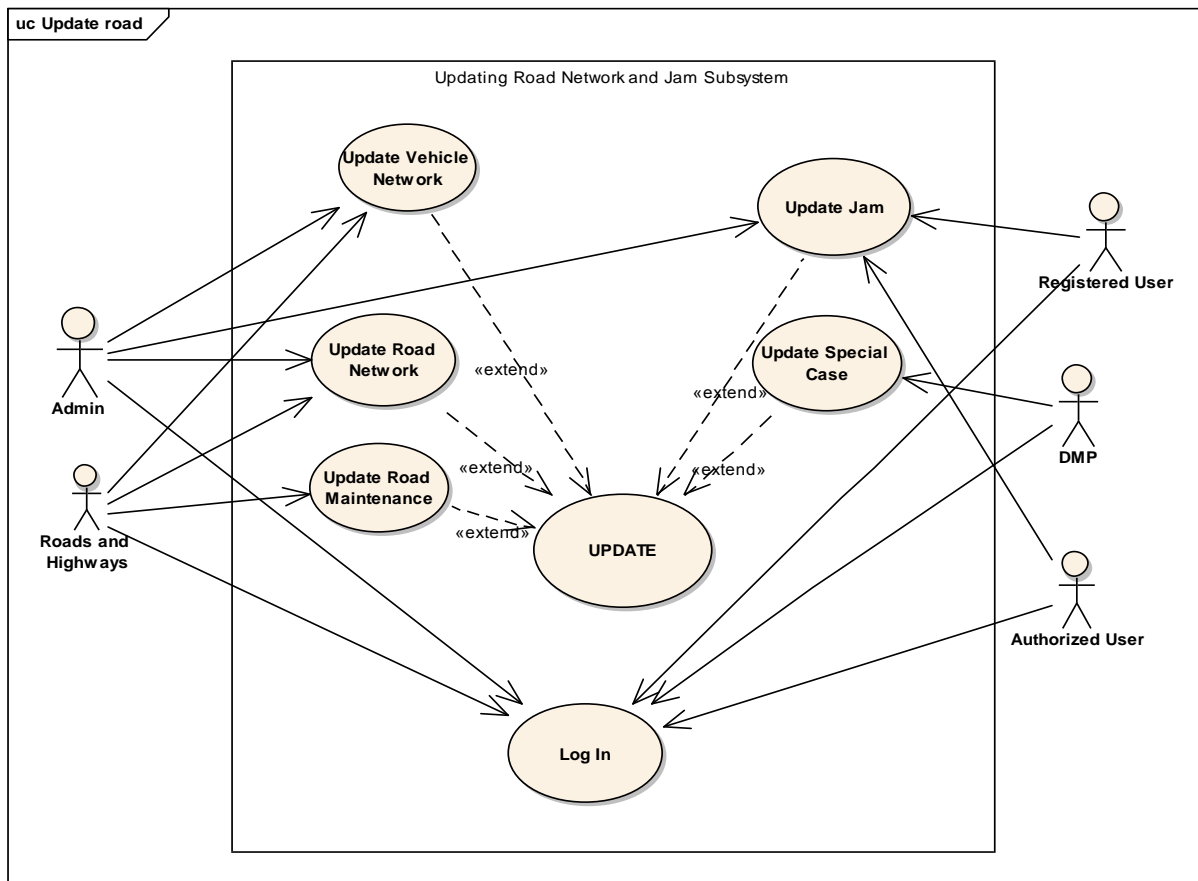 uc Update road
Updating Road Network and Jam Subsystem
Update Vehicle
Network
Update Jam
Registered User
Admin
Update Road
Network
«extend»
Update Special
Case
«extend»
DMP
Roads and
Highways
Update Road
Maintenance
«extend»
«extend»
«extend»
UPDATE
Authorized User
Log In